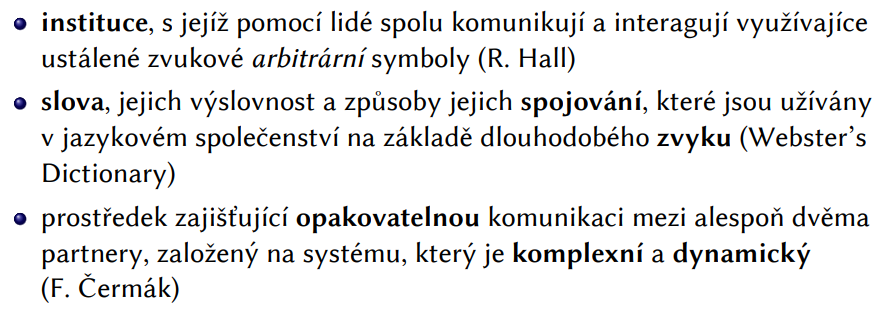 • instituce, s jejíž pomocí lidé spolu komunikují a interagují využívajíce
ustálené zvukové arbitrární symboly (R. Hall)
• slova, jejich výslovnost a způsoby jejich spojování, které jsou užívány
v jazykovém společenství na základě dlouhodobého zvyku (Webster’s
Dictionary)
• prostředek zajišťující opakovatelnou komunikaci mezi alespoň dvěma
partnery, založený na systému, který je komplexní a dynamický
(F. Čermák)